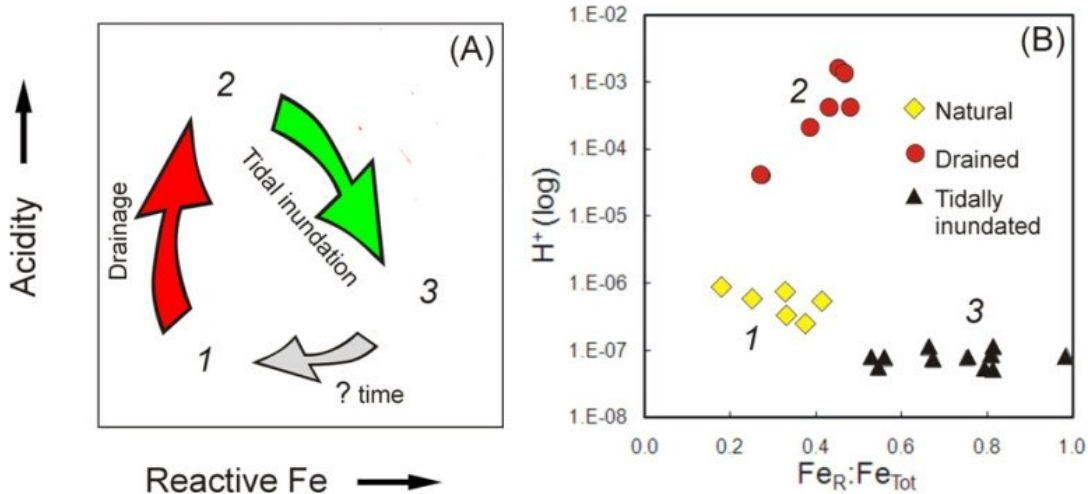 (A)
Acidity
2
Drainage
Tidal inundation
3
1
? time
Reactive Fe
(B)
H⁺ (log)
1.E-02
1.E-03
1.E-04
1.E-05
1.E-06
1.E-07
1.E-08
2
Natural
Drained
Tidally
inundated
1
3
0.0 0.2 0.4 0.6 0.8 1.0
Fe_R:Fe_Tot